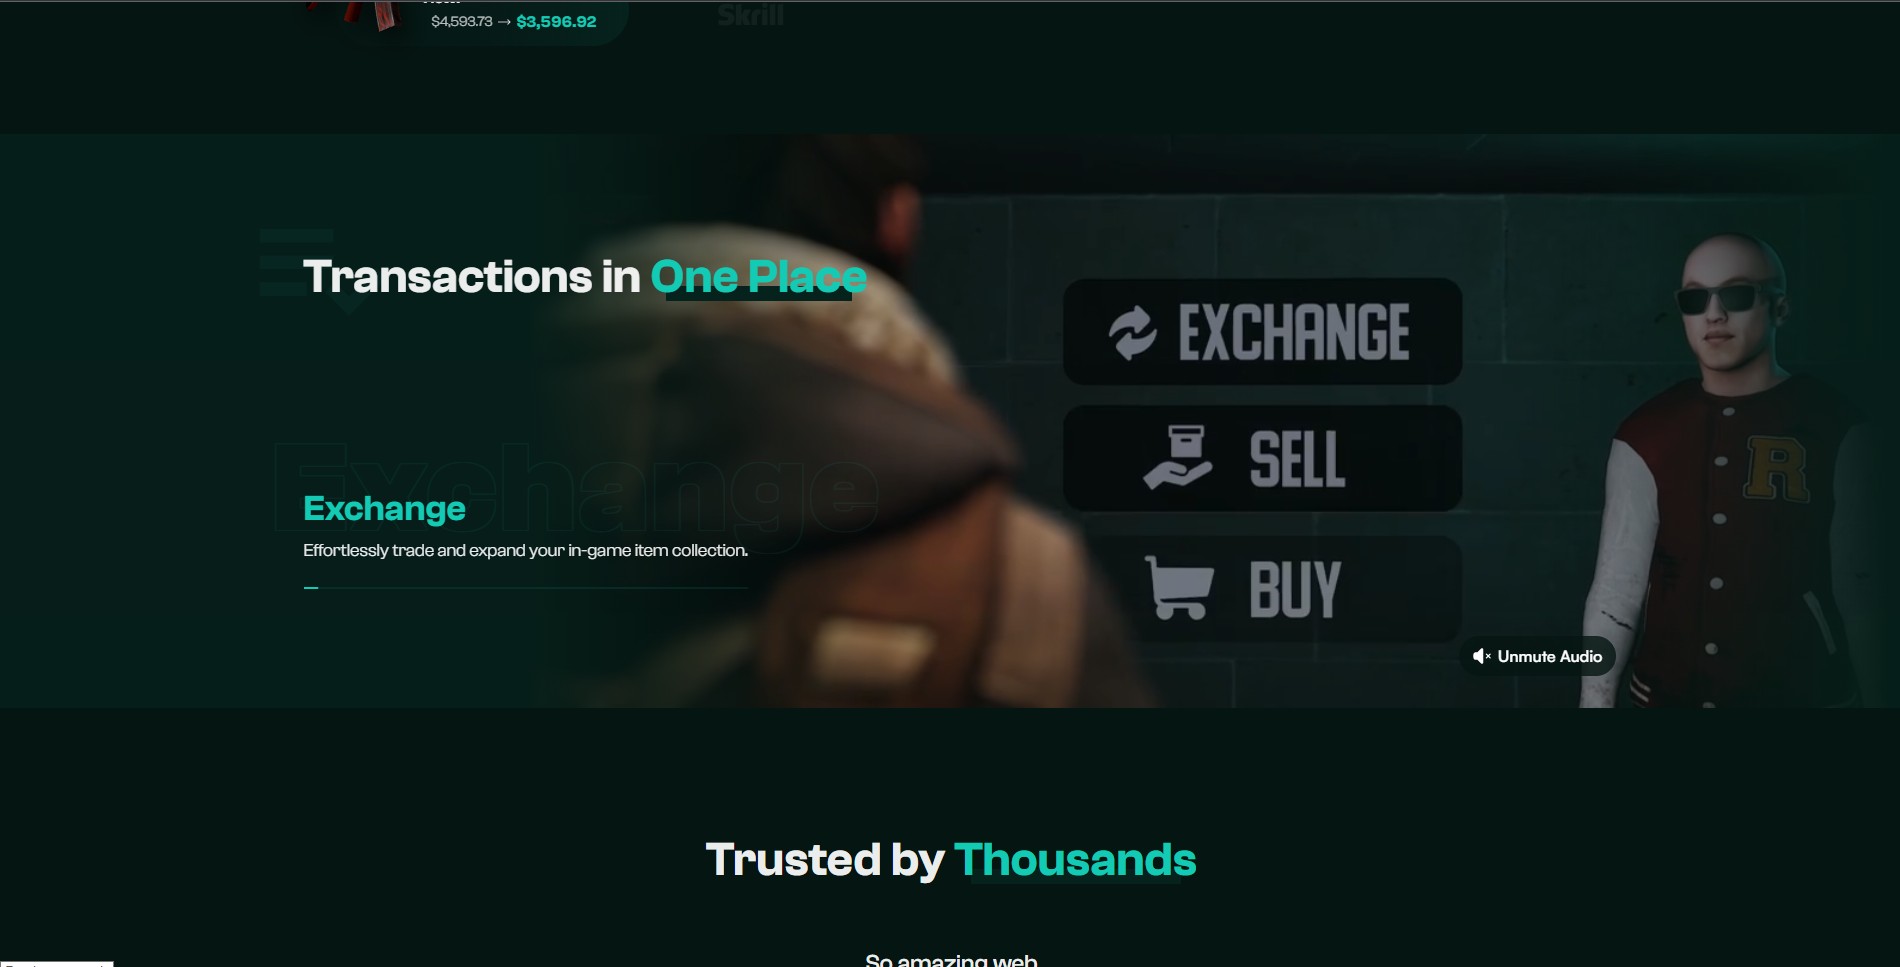 $4,593.73 → $3,596.92
Skrill
Transactions in One Place
Exchange
Exchange
Effortlessly trade and expand your in-game item collection.
EXCHANGE
SELL
BUY
R
Unmute Audio
Trusted by Thousands
So amazing web